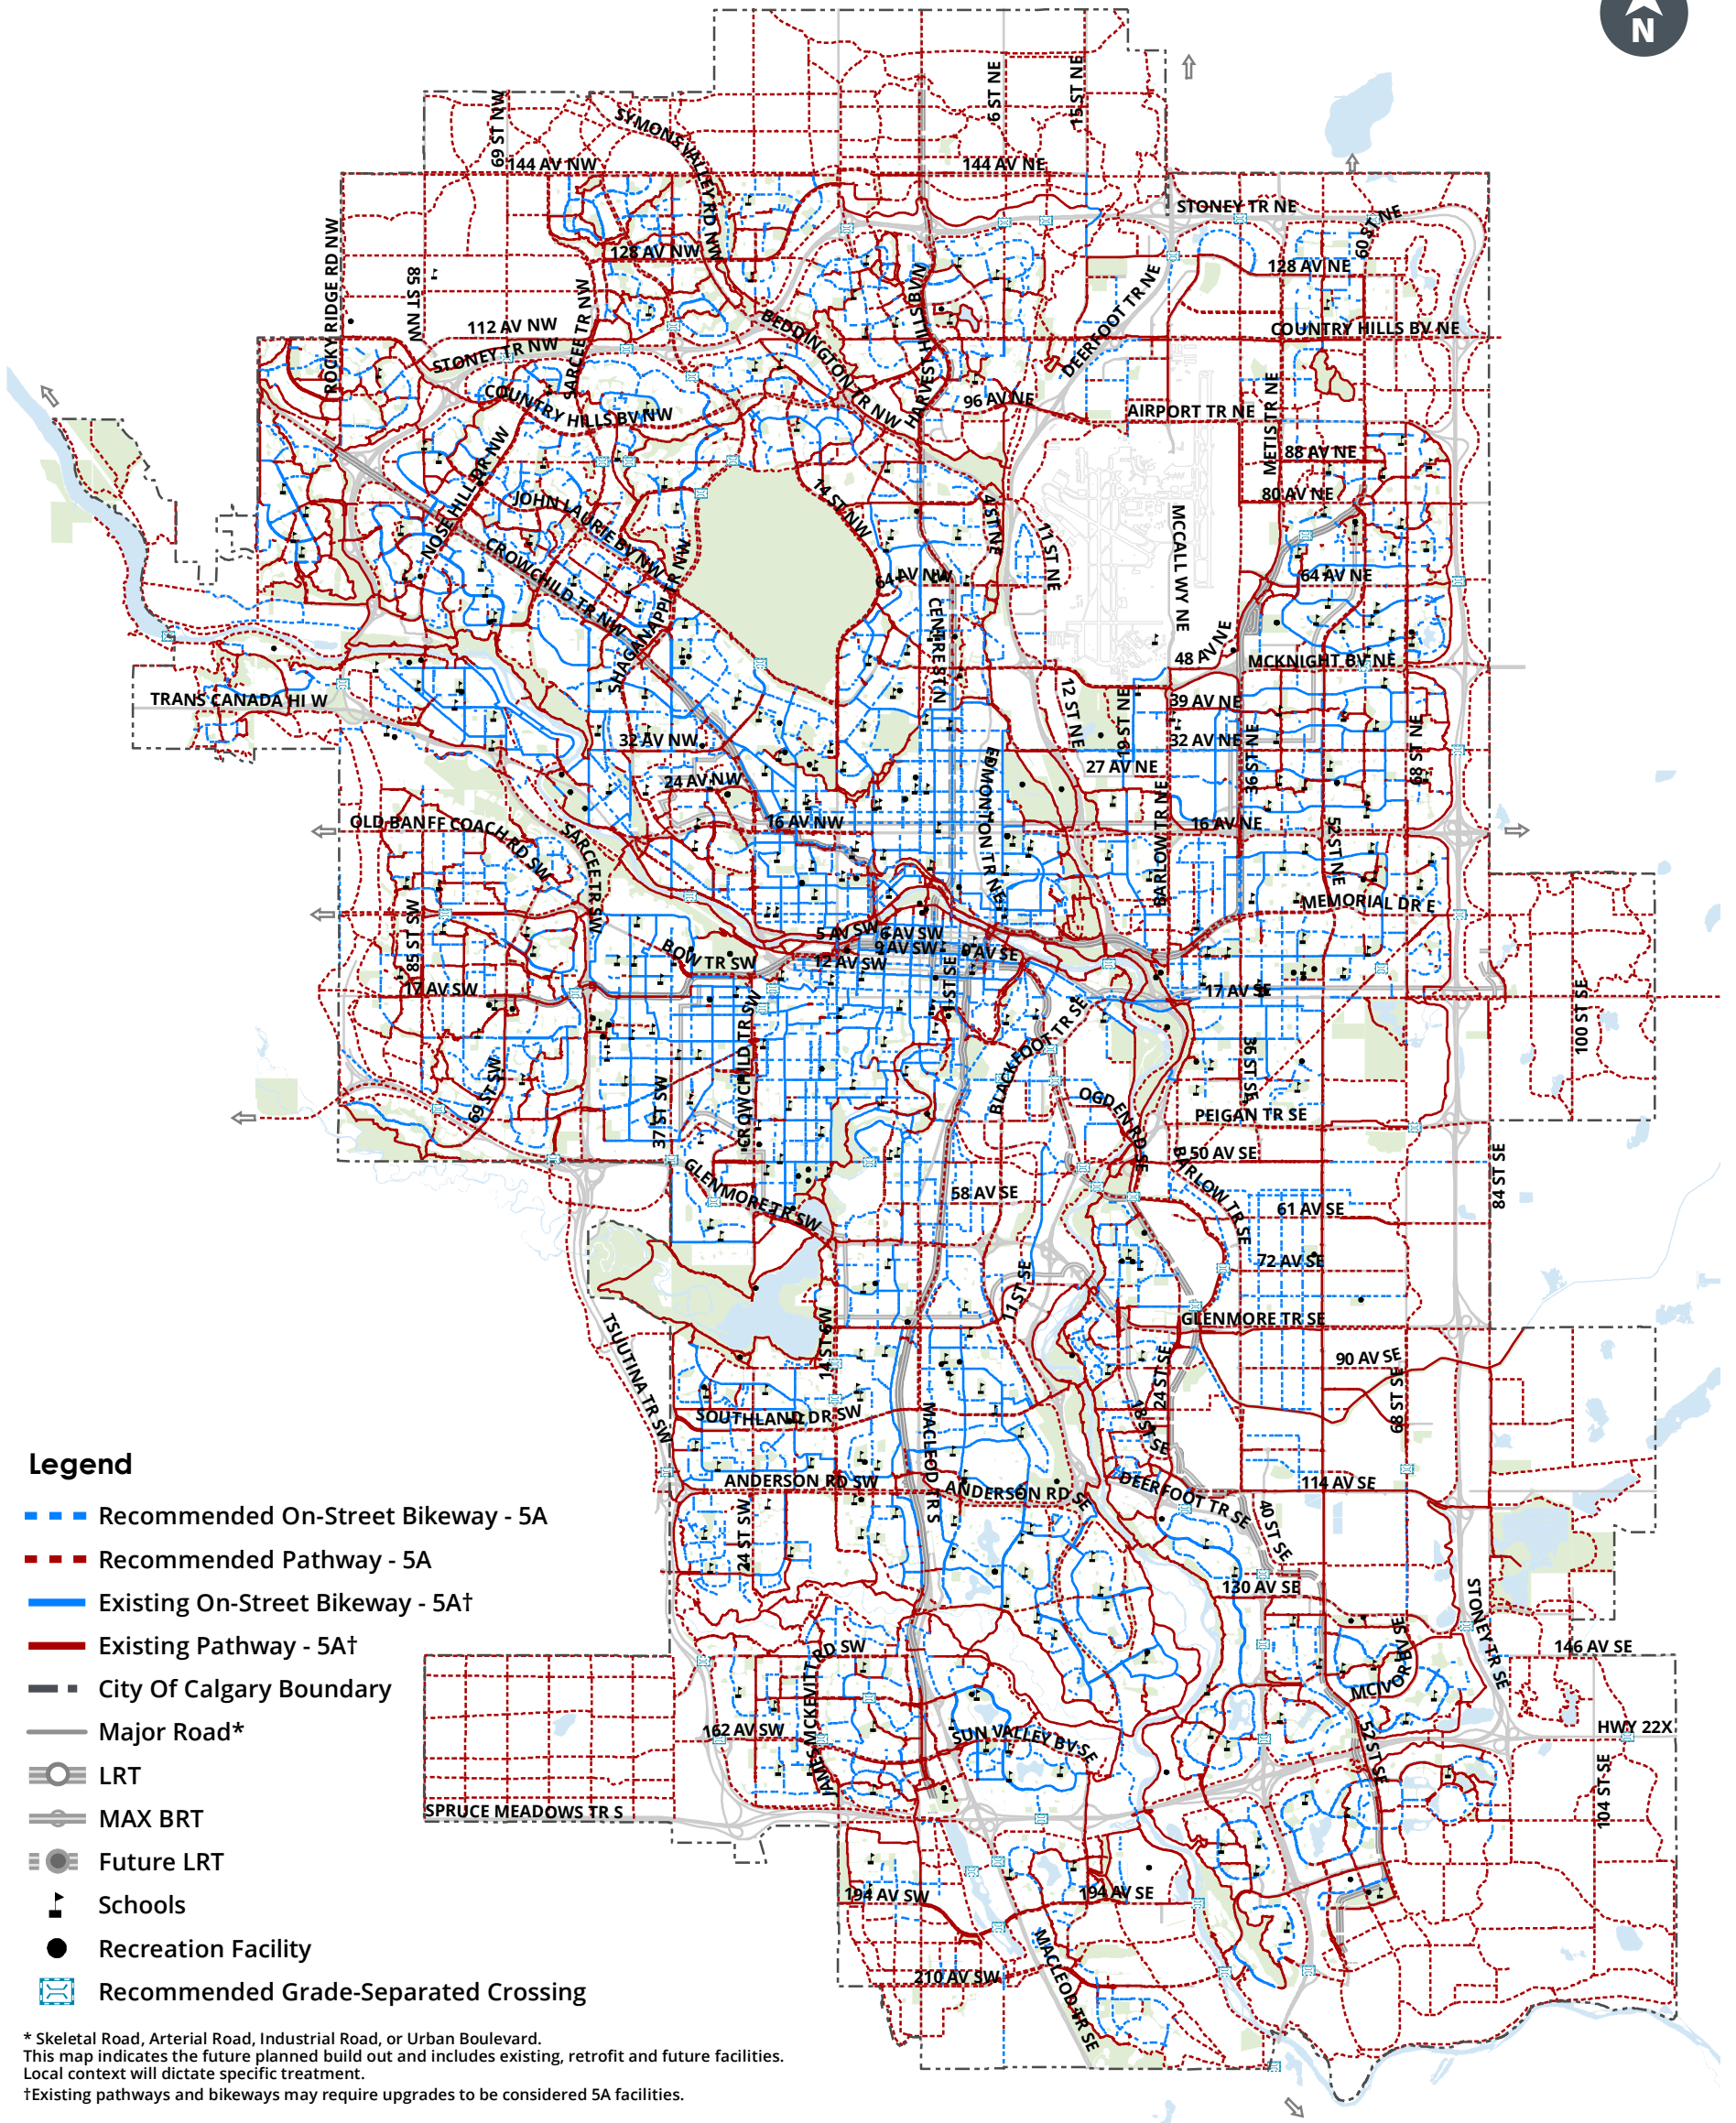 N
6 ST NE
15 ST NE
69 ST NW
SYMONS VALLEY RD NW
144 AV NW
144 AV NE
STONEY TR NE
60 ST NE
ROCKY RIDGE RD NW
85 ST NW
128 AV NW
128 AV NE
SARCEE TR NW
HARVEST HILLS BV N
DEERFOOT TR NE
112 AV NW
BEDDINGTON TR NW
COUNTRY HILLS BV NE
STONEY TR NW
COUNTRY HILLS BV NW
96 AV NE
AIRPORT TR NE
METIS TR NE
88 AV NE
NOSE HILL DR NW
JOHN LAURIE BV NW
14 ST NW
4 ST NE
80 AV NE
CROWCHILD TR NW
SHAGANAPPI TR NW
11 ST NE
MCCALL WY NE
64 AV NW
64 AV NE
CENTRE ST N
48 AV NE
MCKNIGHT BV NE
TRANS CANADA HI W
12 ST NE
19 ST NE
39 AV NE
32 AV NW
32 AV NE
36 ST NE
68 ST NE
24 AV NW
27 AV NE
EDMONTON TR NE
OLD BANFF COACH RD SW
16 AV NW
16 AV NE
BARLOW TR NE
52 ST NE
SARCEE TR SW
MEMORIAL DR E
85 ST SW
5 AV SW
6 AV SW
9 AV SW
9 AV SE
BOW TR SW
12 AV SW
17 AV SW
1 ST SE
17 AV SE
100 ST SE
CROWCHILD TR SW
BLACKFOOT TR SE
36 ST SE
69 ST SW
37 ST SW
OGDEN RD SE
PEIGAN TR SE
50 AV SE
BARLOW TR SE
84 ST SE
GLENMORE TR SW
58 AV SE
61 AV SE
72 AV SE
11 ST SE
GLENMORE TR SE
TSUUTINA TR SW
14 ST SW
24 ST SE
90 AV SE
68 ST SE
SOUTHLAND DR SW
MACLEOD TR S
18 ST SE
ANDERSON RD SW
ANDERSON RD SE
DEERFOOT TR SE
114 AV SE
24 ST SW
40 ST SE
130 AV SE
STONEY TR SE
JAMES MCKEVITT RD SW
146 AV SE
MCIVOR BV SE
162 AV SW
SUN VALLEY BV SE
52 ST SE
HWY 22X
104 ST SE
SPRUCE MEADOWS TR S
194 AV SW
194 AV SE
MACLEOD TR SE
210 AV SW
Legend
Recommended On-Street Bikeway - 5A
Recommended Pathway - 5A
Existing On-Street Bikeway - 5A†
Existing Pathway - 5A†
City Of Calgary Boundary
Major Road*
LRT
MAX BRT
Future LRT
Schools
Recreation Facility
Recommended Grade-Separated Crossing
* Skeletal Road, Arterial Road, Industrial Road, or Urban Boulevard.
This map indicates the future planned build out and includes existing, retrofit and future facilities.
Local context will dictate specific treatment.
†Existing pathways and bikeways may require upgrades to be considered 5A facilities.